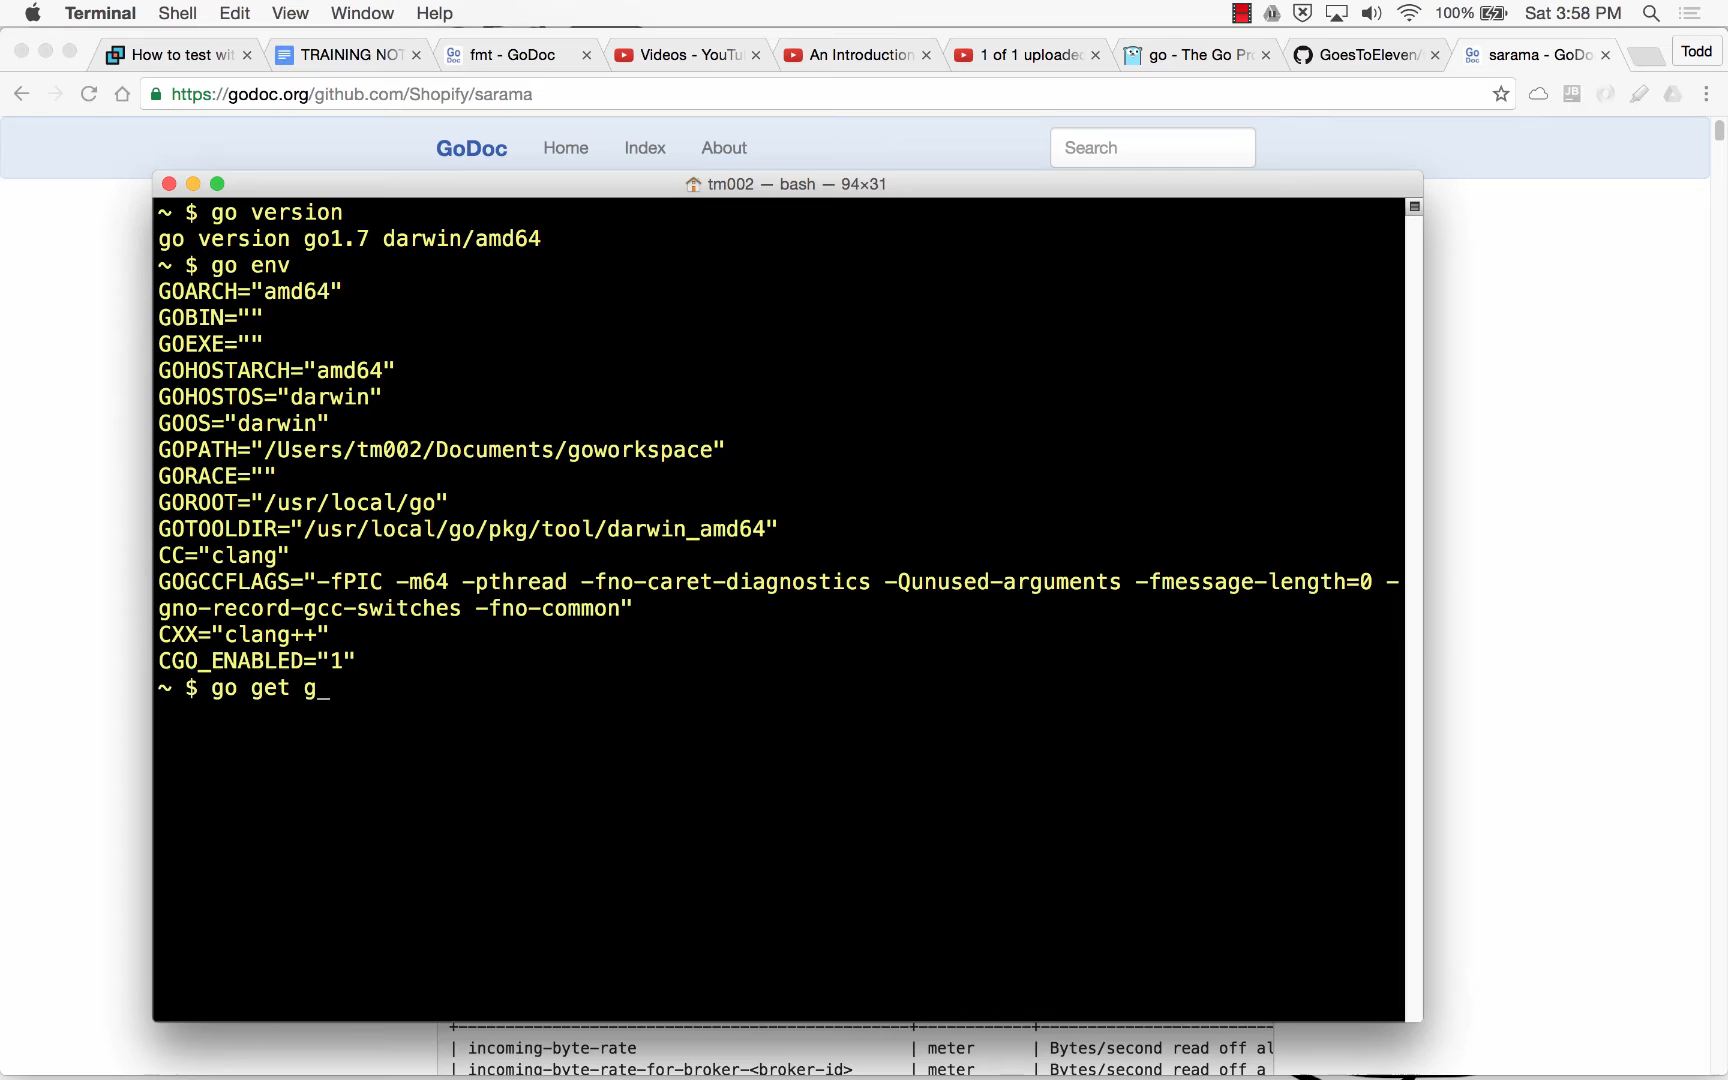 Terminal Shell Edit View Window Help 100% Sat 3:58 PM
How to test wit TRAINING NOT fmt - GoDoc Videos - YouTu An Introduction 1 of 1 uploaded go - The Go Pro GoesToEleven/ sarama - GoDo Todd
https://godoc.org/github.com/Shopify/sarama
GoDoc Home Index About Search
tm002 — bash — 94×31
~ $ go version
go version go1.7 darwin/amd64
~ $ go env
GOARCH="amd64"
GOBIN=""
GOEXE=""
GOHOSTARCH="amd64"
GOHOSTOS="darwin"
GOOS="darwin"
GOPATH="/Users/tm002/Documents/goworkspace"
GORACE=""
GOROOT="/usr/local/go"
GOTOOLDIR="/usr/local/go/pkg/tool/darwin_amd64"
CC="clang"
GOGCCFLAGS="-fPIC -m64 -pthread -fno-caret-diagnostics -Qunused-arguments -fmessage-length=0 -
gno-record-gcc-switches -fno-common"
CXX="clang++"
CGO_ENABLED="1"
~ $ go get g_
| incoming-byte-rate | meter | Bytes/second read off al
| incoming-byte-rate-for-broker-<broker-id> | meter | Bytes/second read off a